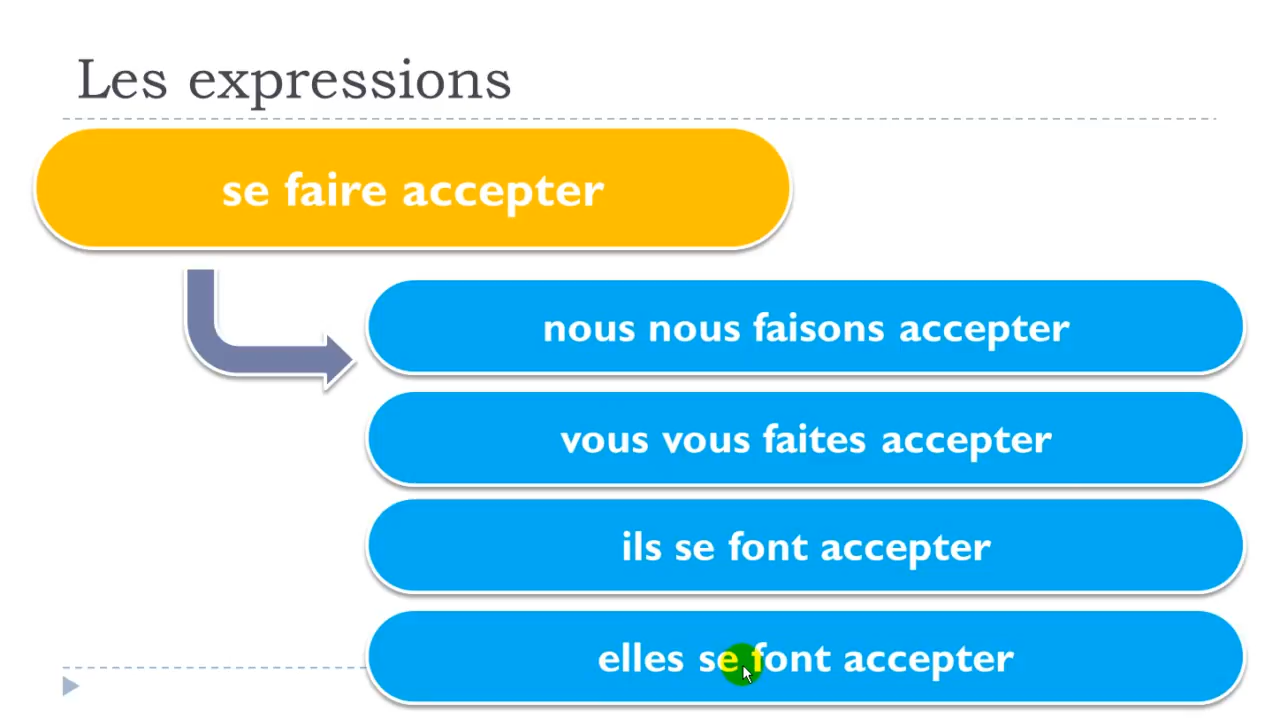 Les expressions
se faire accepter
nous nous faisons accepter
vous vous faites accepter
ils se font accepter
elles se font accepter